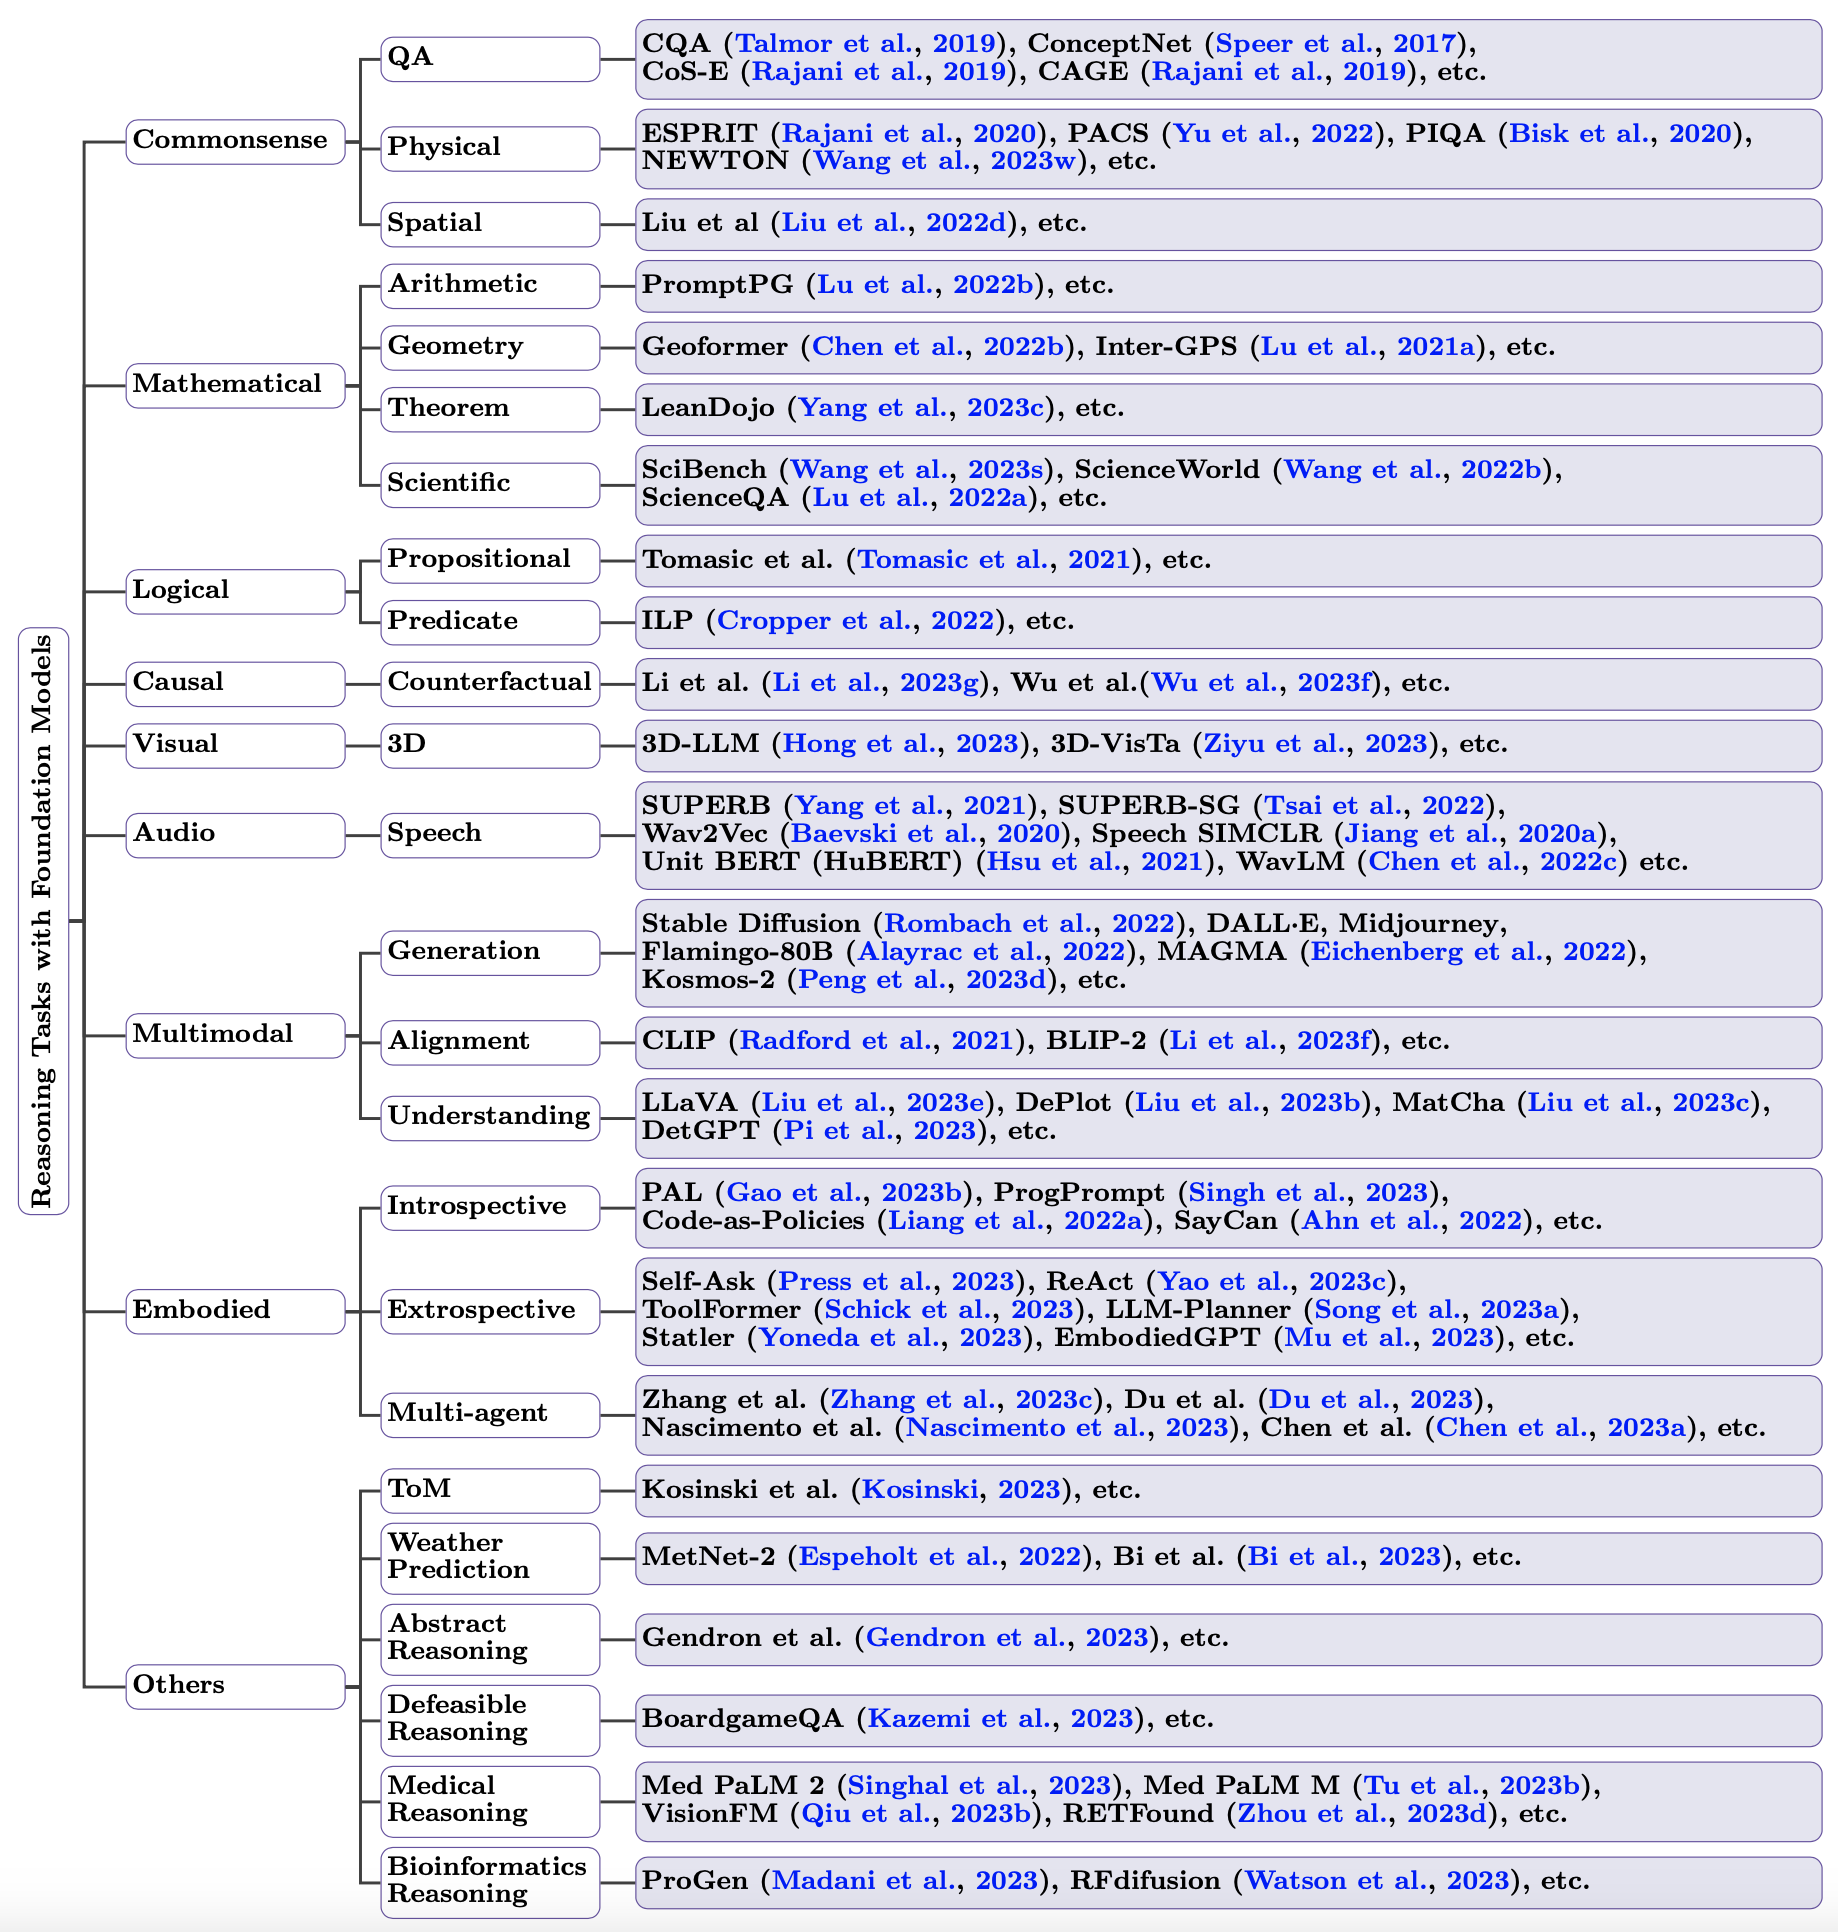 Reasoning Tasks with Foundation Models
Commonsense
QA
CQA (Talmor et al., 2019), ConceptNet (Speer et al., 2017),
CoS-E (Rajani et al., 2019), CAGE (Rajani et al., 2019), etc.
Physical
ESPRIT (Rajani et al., 2020), PACS (Yu et al., 2022), PIQA (Bisk et al., 2020),
NEWTON (Wang et al., 2023w), etc.
Spatial
Liu et al (Liu et al., 2022d), etc.
Mathematical
Arithmetic
PromptPG (Lu et al., 2022b), etc.
Geometry
Geoformer (Chen et al., 2022b), Inter-GPS (Lu et al., 2021a), etc.
Theorem
LeanDojo (Yang et al., 2023c), etc.
Scientific
SciBench (Wang et al., 2023s), ScienceWorld (Wang et al., 2022b),
ScienceQA (Lu et al., 2022a), etc.
Logical
Propositional
Tomasic et al. (Tomasic et al., 2021), etc.
Predicate
ILP (Cropper et al., 2022), etc.
Causal
Counterfactual
Li et al. (Li et al., 2023g), Wu et al.(Wu et al., 2023f), etc.
Visual
3D
3D-LLM (Hong et al., 2023), 3D-VisTa (Ziyu et al., 2023), etc.
Audio
Speech
SUPERB (Yang et al., 2021), SUPERB-SG (Tsai et al., 2022),
Wav2Vec (Baevski et al., 2020), Speech SIMCLR (Jiang et al., 2020a),
Unit BERT (HuBERT) (Hsu et al., 2021), WavLM (Chen et al., 2022c) etc.
Multimodal
Generation
Stable Diffusion (Rombach et al., 2022), DALL·E, Midjourney,
Flamingo-80B (Alayrac et al., 2022), MAGMA (Eichenberg et al., 2022),
Kosmos-2 (Peng et al., 2023d), etc.
Alignment
CLIP (Radford et al., 2021), BLIP-2 (Li et al., 2023f), etc.
Understanding
LLaVA (Liu et al., 2023e), DePlot (Liu et al., 2023b), MatCha (Liu et al., 2023c),
DetGPT (Pi et al., 2023), etc.
Embodied
Introspective
PAL (Gao et al., 2023b), ProgPrompt (Singh et al., 2023),
Code-as-Policies (Liang et al., 2022a), SayCan (Ahn et al., 2022), etc.
Extrospective
Self-Ask (Press et al., 2023), ReAct (Yao et al., 2023c),
ToolFormer (Schick et al., 2023), LLM-Planner (Song et al., 2023a),
Statler (Yoneda et al., 2023), EmbodiedGPT (Mu et al., 2023), etc.
Multi-agent
Zhang et al. (Zhang et al., 2023c), Du et al. (Du et al., 2023),
Nascimento et al. (Nascimento et al., 2023), Chen et al. (Chen et al., 2023a), etc.
Others
ToM
Kosinski et al. (Kosinski, 2023), etc.
Weather
Prediction
MetNet-2 (Espeholt et al., 2022), Bi et al. (Bi et al., 2023), etc.
Abstract
Reasoning
Gendron et al. (Gendron et al., 2023), etc.
Defeasible
Reasoning
BoardgameQA (Kazemi et al., 2023), etc.
Medical
Reasoning
Med PaLM 2 (Singhal et al., 2023), Med PaLM M (Tu et al., 2023b),
VisionFM (Qiu et al., 2023b), RETFound (Zhou et al., 2023d), etc.
Bioinformatics
Reasoning
ProGen (Madani et al., 2023), RFdifusion (Watson et al., 2023), etc.